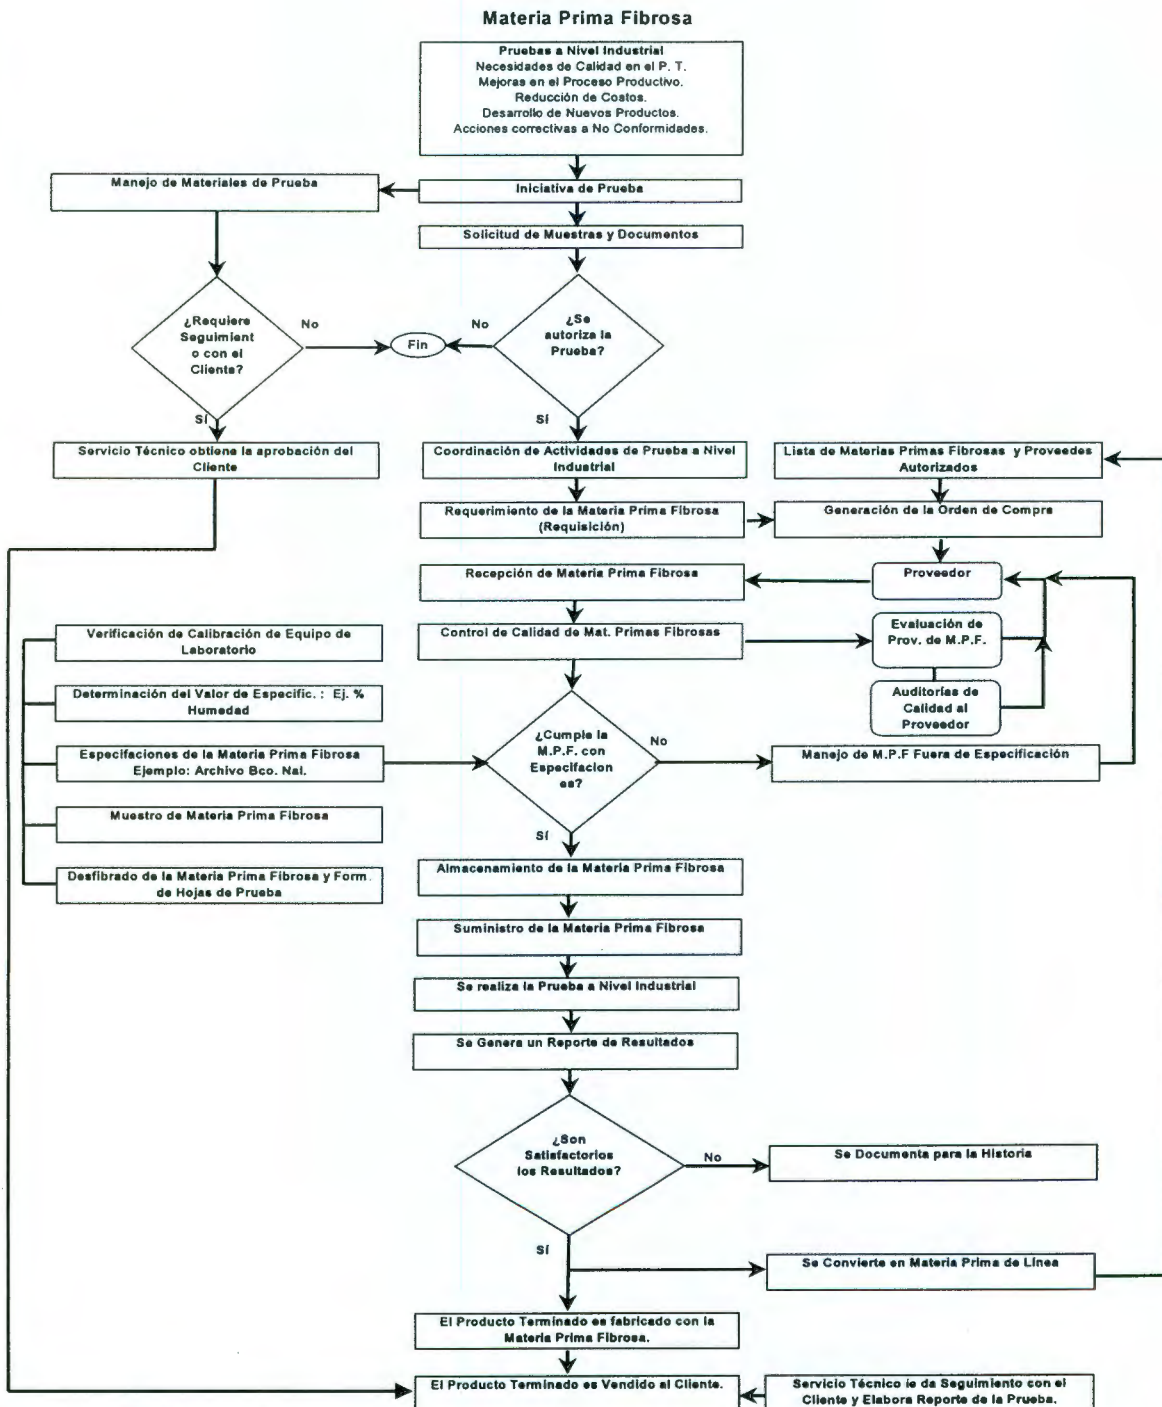 Materia Prima Fibrosa
Pruebas a Nivel Industrial
Necesidades de Calidad en el P. T.
Mejoras en el Proceso Productivo.
Reducción de Costos.
Desarrollo de Nuevos Productos.
Acciones correctivas a No Conformidades.
Manejo de Materiales de Prueba
Iniciativa de Prueba
Solicitud de Muestras y Documentos
¿Requiere
Seguimient
o con el
Cliente?
No
Fin
No
¿Se
autoriza la
Prueba?
Sí
Sí
Servicio Técnico obtiene la aprobación del
Cliente
Coordinación de Actividades de Prueba a Nivel
Industrial
Lista de Materias Primas Fibrosas y Proveedes
Autorizados
Requerimiento de la Materia Prima Fibrosa
(Requisición)
Generación de la Orden de Compra
Recepción de Materia Prima Fibrosa
Proveedor
Verificación de Calibración de Equipo de
Laboratorio
Control de Calidad de Mat. Primas Fibrosas
Evaluación de
Prov. de M.P.F.
Determinación del Valor de Especific. : Ej. %
Humedad
Auditorías de
Calidad al
Proveedor
Especifaciones de la Materia Prima Fibrosa
Ejemplo: Archivo Bco. Nal.
¿Cumple la
M.P.F. con
Especifacion
es?
No
Manejo de M.P.F Fuera de Especificación
Muestro de Materia Prima Fibrosa
Sí
Desfibrado de la Materia Prima Fibrosa y Form.
de Hojas de Prueba
Almacenamiento de la Materia Prima Fibrosa
Suministro de la Materia Prima Fibrosa
Se realiza la Prueba a Nivel Industrial
Se Genera un Reporte de Resultados
¿Son
Satisfactorios
los Resultados?
No
Se Documenta para la Historia
Sí
Se Convierte en Materia Prima de Línea
El Producto Terminado es fabricado con la
Materia Prima Fibrosa.
El Producto Terminado es Vendido al Cliente.
Servicio Técnico le da Seguimiento con el
Cliente y Elabora Reporte de la Prueba.